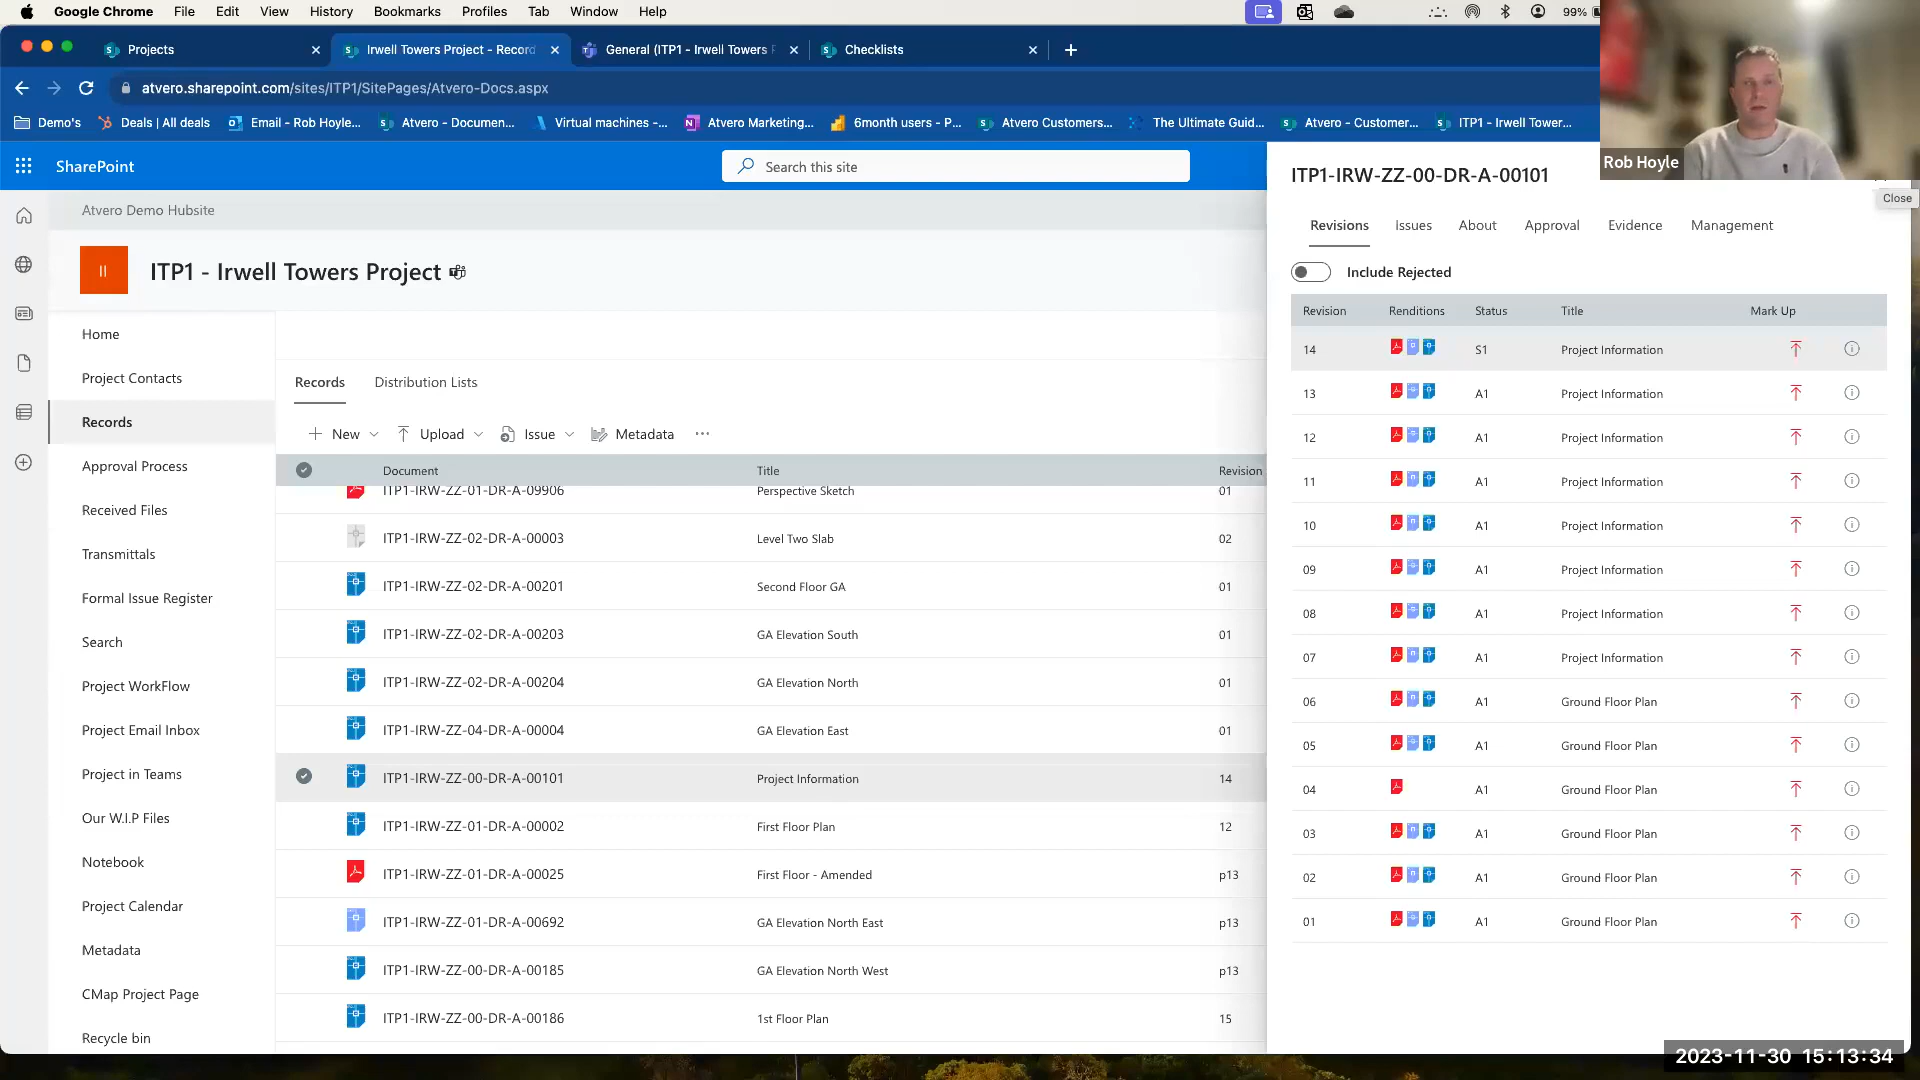 Google Chrome File Edit View History Bookmarks Profiles Tab Window Help 99%
Projects Irwell Towers Project - Record General (ITP1 - Irwell Towers Checklists
atvero.sharepoint.com/sites/ITP1/SitePages/Atvero-Docs.aspx
Demo's Deals | All deals Email - Rob Hoyle... Atvero - Documen... Virtual machines -... Atvero Marketing... 6month users - P... Atvero Customers... The Ultimate Guid... Atvero - Customer... ITP1 - Irwell Tower...
Rob Hoyle
Close
SharePoint
Search this site
Atvero Demo Hubsite
II
ITP1 - Irwell Towers Project
Home
Project Contacts
Records
Approval Process
Received Files
Transmittals
Formal Issue Register
Search
Project WorkFlow
Project Email Inbox
Project in Teams
Our W.I.P Files
Notebook
Project Calendar
Metadata
CMap Project Page
Recycle bin
Records Distribution Lists
New Upload Issue Metadata ...
Document Title Revision
ITP1-IRW-ZZ-01-DR-A-09906 Perspective Sketch 01
ITP1-IRW-ZZ-02-DR-A-00003 Level Two Slab 02
ITP1-IRW-ZZ-02-DR-A-00201 Second Floor GA 01
ITP1-IRW-ZZ-02-DR-A-00203 GA Elevation South 01
ITP1-IRW-ZZ-02-DR-A-00204 GA Elevation North 01
ITP1-IRW-ZZ-04-DR-A-00004 GA Elevation East 01
ITP1-IRW-ZZ-00-DR-A-00101 Project Information 14
ITP1-IRW-ZZ-01-DR-A-00002 First Floor Plan 12
ITP1-IRW-ZZ-01-DR-A-00025 First Floor - Amended p13
ITP1-IRW-ZZ-01-DR-A-00692 GA Elevation North East p13
ITP1-IRW-ZZ-00-DR-A-00185 GA Elevation North West p13
ITP1-IRW-ZZ-00-DR-A-00186 1st Floor Plan 15
ITP1-IRW-ZZ-00-DR-A-00101
Revisions Issues About Approval Evidence Management
Include Rejected
Revision Renditions Status Title Mark Up
14 S1 Project Information
13 A1 Project Information
12 A1 Project Information
11 A1 Project Information
10 A1 Project Information
09 A1 Project Information
08 A1 Project Information
07 A1 Project Information
06 A1 Ground Floor Plan
05 A1 Ground Floor Plan
04 A1 Ground Floor Plan
03 A1 Ground Floor Plan
02 A1 Ground Floor Plan
01 A1 Ground Floor Plan
2023-11-30 15:13:34